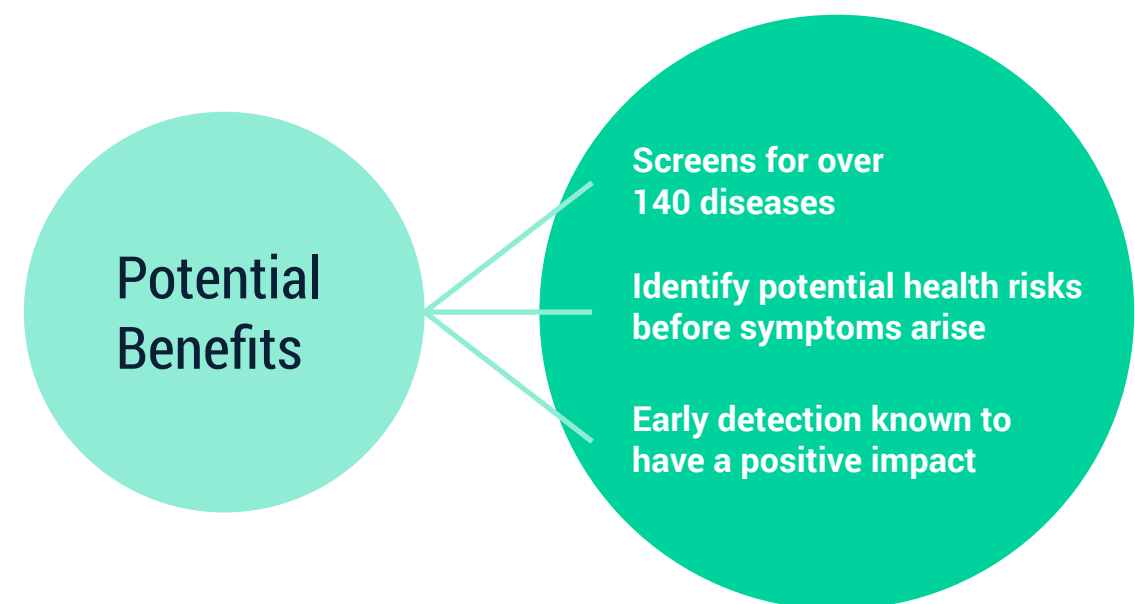 Potential
Benefits
Screens for over
140 diseases
Identify potential health risks
before symptoms arise
Early detection known to
have a positive impact